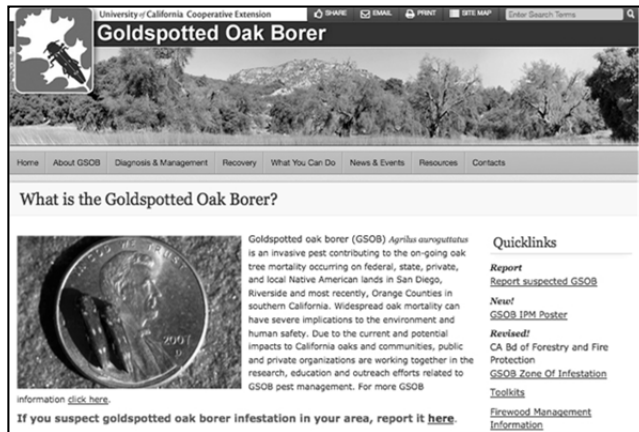 University of California Cooperative Extension
SHARE EMAIL PRINT SITE MAP Enter Search Terms
Goldspotted Oak Borer
Home About GSOB Diagnosis & Management Recovery What You Can Do News & Events Resources Contacts
What is the Goldspotted Oak Borer?
Goldspotted oak borer (GSOB) Agrilus auroguttatus
is an invasive pest contributing to the on-going oak
tree mortality occurring on federal, state, private,
and local Native American lands in San Diego,
Riverside and most recently, Orange Counties in
southern California. Widespread oak mortality can
have severe implications to the environment and
human safety. Due to the current and potential
impacts to California oaks and communities, public
and private organizations are working together in the
research, education and outreach efforts related to
GSOB pest management. For more GSOB
information click here.
If you suspect goldspotted oak borer infestation in your area, report it here.
2007
D
Quicklinks
Report
Report suspected GSOB
New!
GSOB IPM Poster
Revised!
CA Bd of Forestry and Fire
Protection
GSOB Zone Of Infestation
Toolkits
Firewood Management
Information